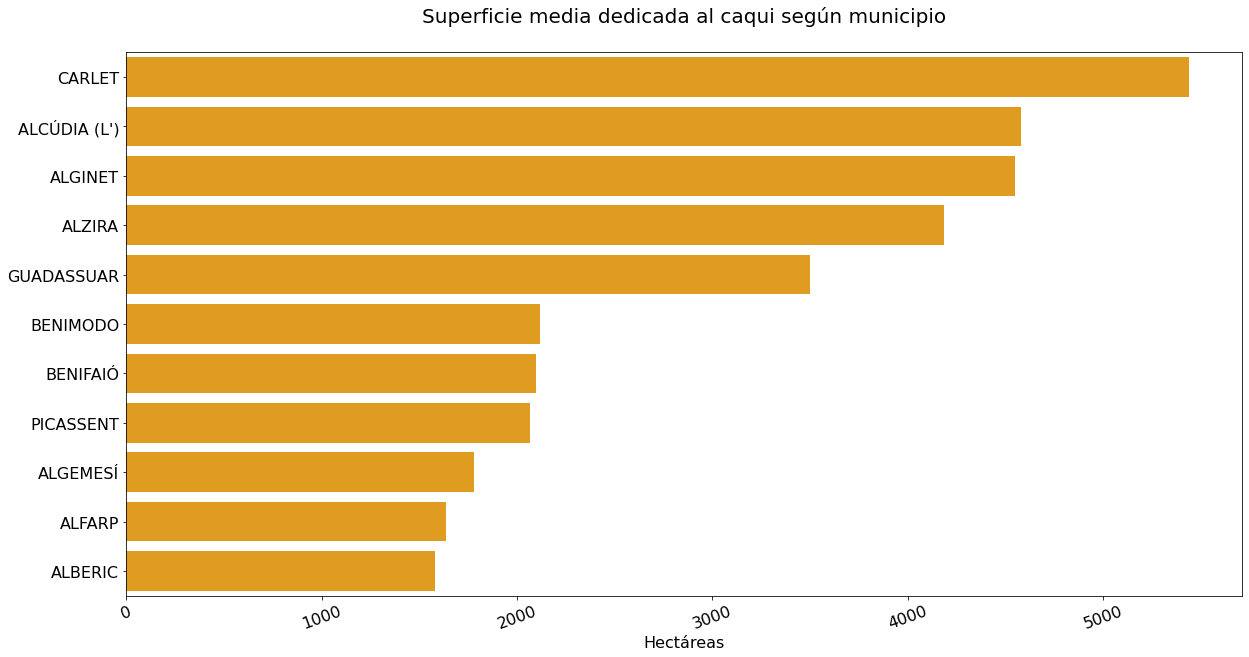 Superficie media dedicada al caqui según municipio
CARLET
ALCÚDIA (L')
ALGINET
ALZIRA
GUADASSUAR
BENIMODO
BENIFAIÓ
PICASSENT
ALGEMESÍ
ALFARP
ALBERIC
0 1000 2000 3000 4000 5000
Hectáreas